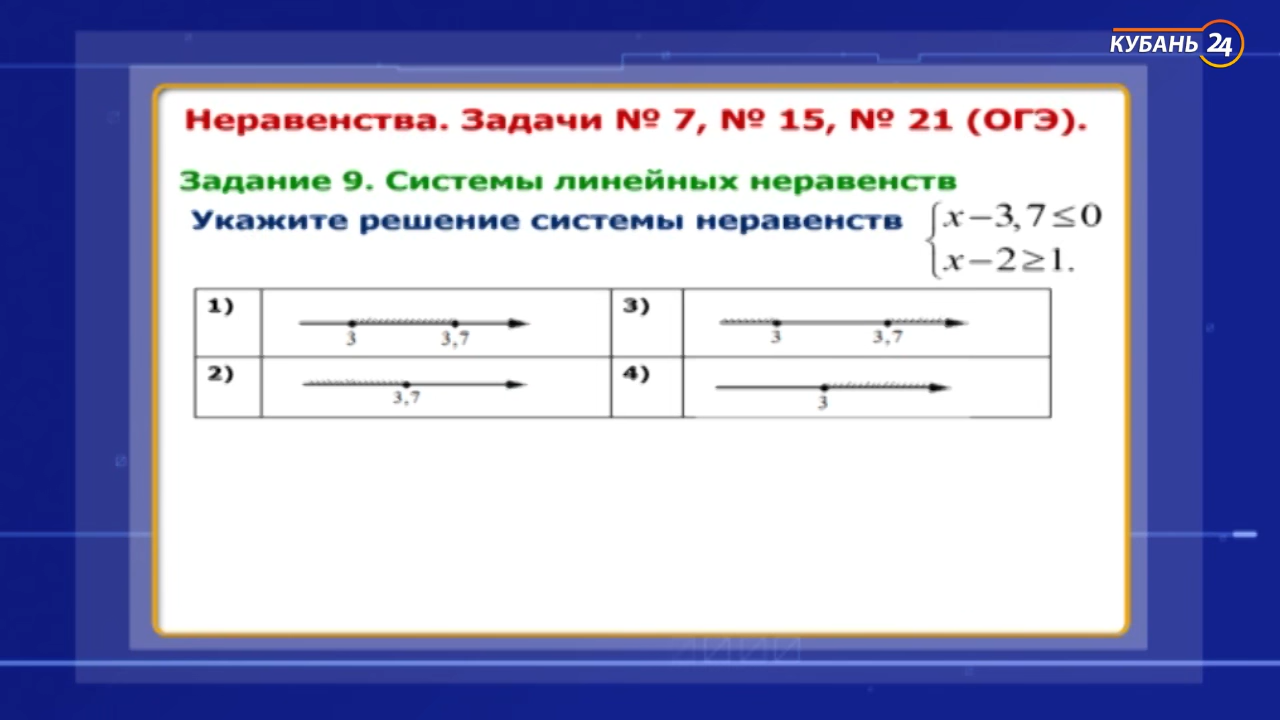 КУБАНЬ 24
Неравенства. Задачи № 7, № 15, № 21 (ОГЭ).
Задание 9. Системы линейных неравенств
Укажите решение системы неравенств
x−3,7≤0
x−2≥1.
1)
3 3,7
3)
3 3,7
2)
3,7
4)
3